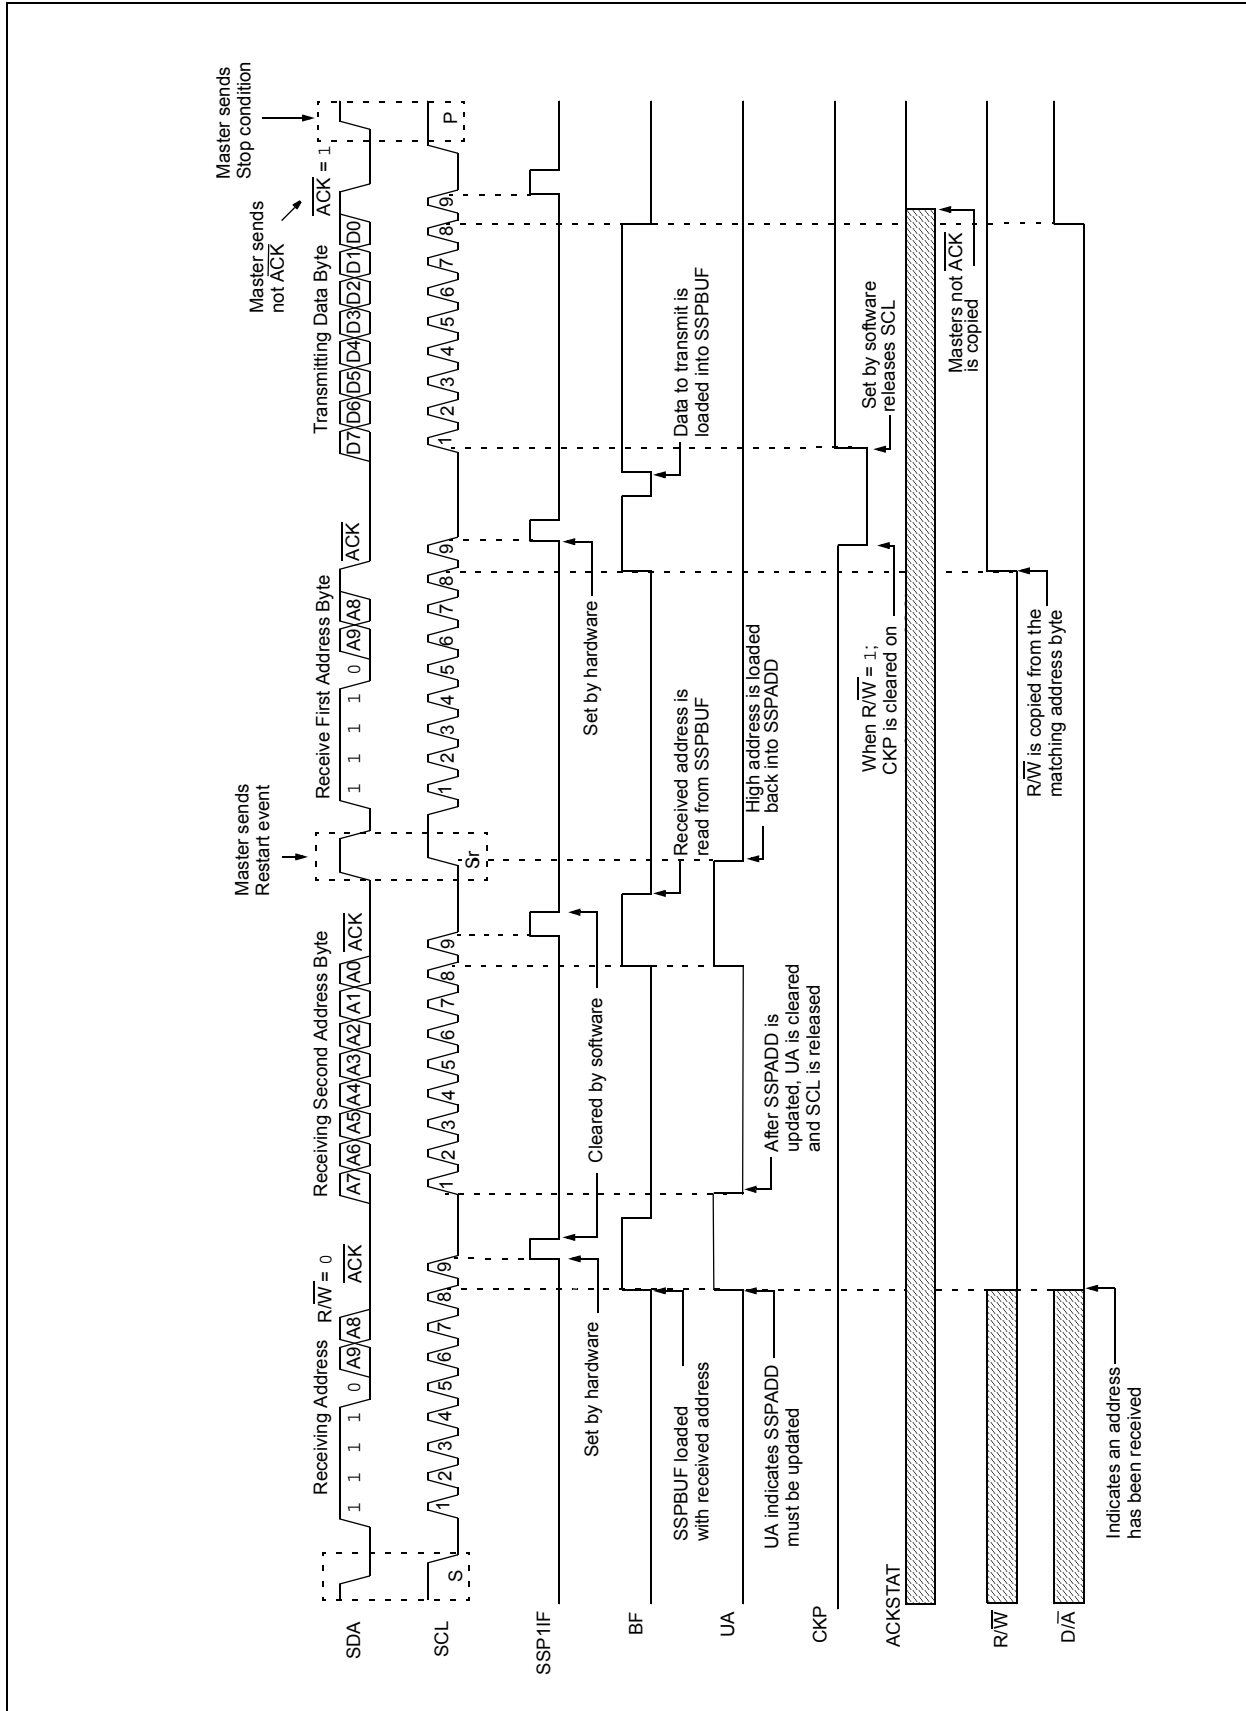 Master sends
Stop condition
Master sends
not ACK
Master sends
Restart event
Receiving Address R/W = 0
Receiving Second Address Byte
Receive First Address Byte
Transmitting Data Byte
ACK = 1
SDA
1 1 1 1 0 A9 A8 ACK
A7 A6 A5 A4 A3 A2 A1 A0 ACK
1 1 1 1 0 A9 A8 ACK
D7 D6 D5 D4 D3 D2 D1 D0
SCL
S
1 2 3 4 5 6 7 8 9
1 2 3 4 5 6 7 8 9
Sr
1 2 3 4 5 6 7 8 9
1 2 3 4 5 6 7 8 9
P
SSP1IF
Set by hardware
Cleared by software
Set by hardware
BF
SSPBUF loaded
with received address
Received address is
read from SSPBUF
Data to transmit is
loaded into SSPBUF
UA
UA indicates SSPADD
must be updated
After SSPADD is
updated, UA is cleared
and SCL is released
High address is loaded
back into SSPADD
CKP
When R/W = 1;
CKP is cleared on
Set by software
releases SCL
ACKSTAT
Masters not ACK
is copied
R/W
R/W is copied from the
matching address byte
D/A
Indicates an address
has been received